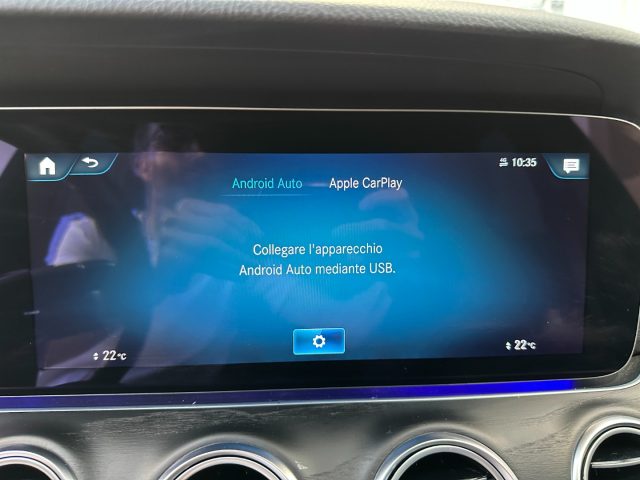 10:35
Android Auto Apple CarPlay
Collegare l'apparecchio
Android Auto mediante USB.
22°C 22°C